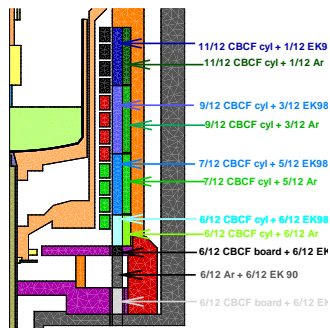 11/12 CBCF cyl + 1/12 EK9
11/12 CBCF cyl + 1/12 Ar
9/12 CBCF cyl + 3/12 EK98
9/12 CBCF cyl + 3/12 Ar
7/12 CBCF cyl + 5/12 EK98
7/12 CBCF cyl + 5/12 Ar
6/12 CBCF cyl + 6/12 EK98
6/12 CBCF cyl + 6/12 Ar
6/12 CBCF board + 6/12 EK
6/12 Ar + 6/12 EK 90
6/12 CBCF board + 6/12 EK